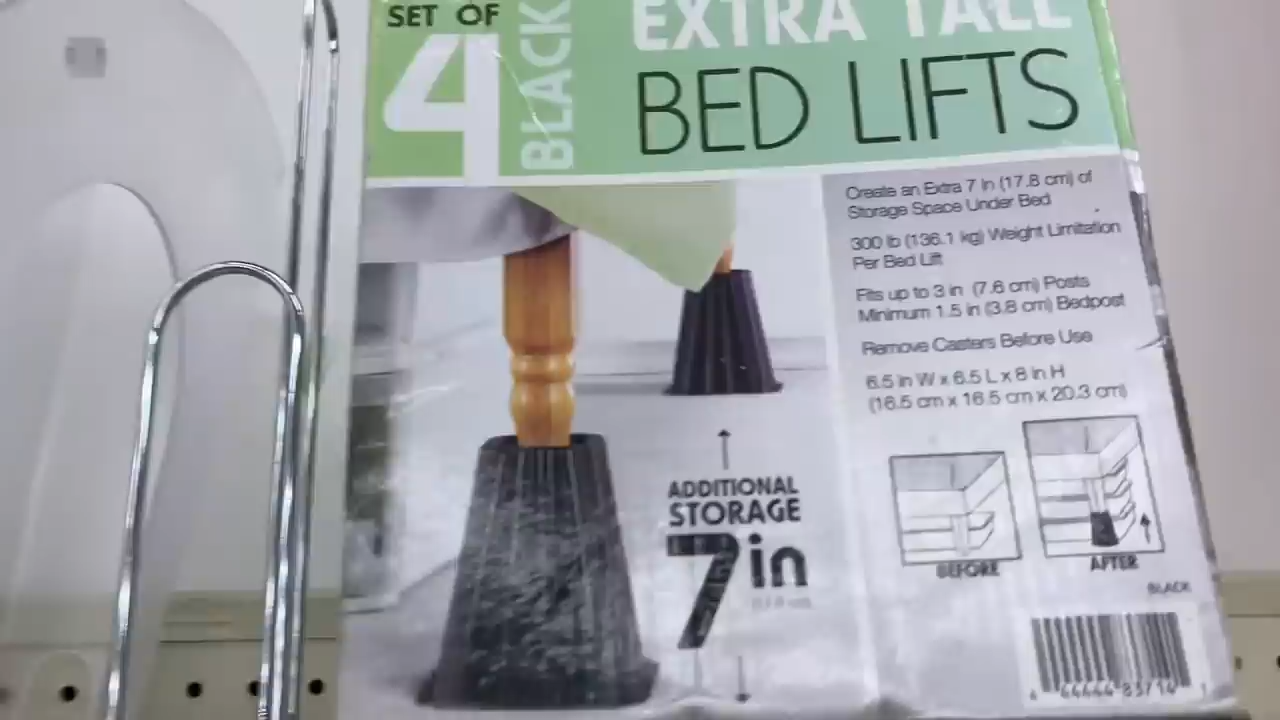 SET OF
4
BLACK
EXTRA TALL
BED LIFTS
Create an Extra 7 in (17.8 cm) of
Storage Space Under Bed
300 lb (136.1 kg) Weight Limitation
Per Bed Lift
Fits up to 3 in (7.6 cm) Posts
Minimum 1.5 in (3.8 cm) Bedpost
Remove Casters Before Use
6.5 in W x 6.5 L x 8 in H
(16.5 cm x 16.5 cm x 20.3 cm)
ADDITIONAL
STORAGE
7 in
BEFORE
AFTER
BLACK